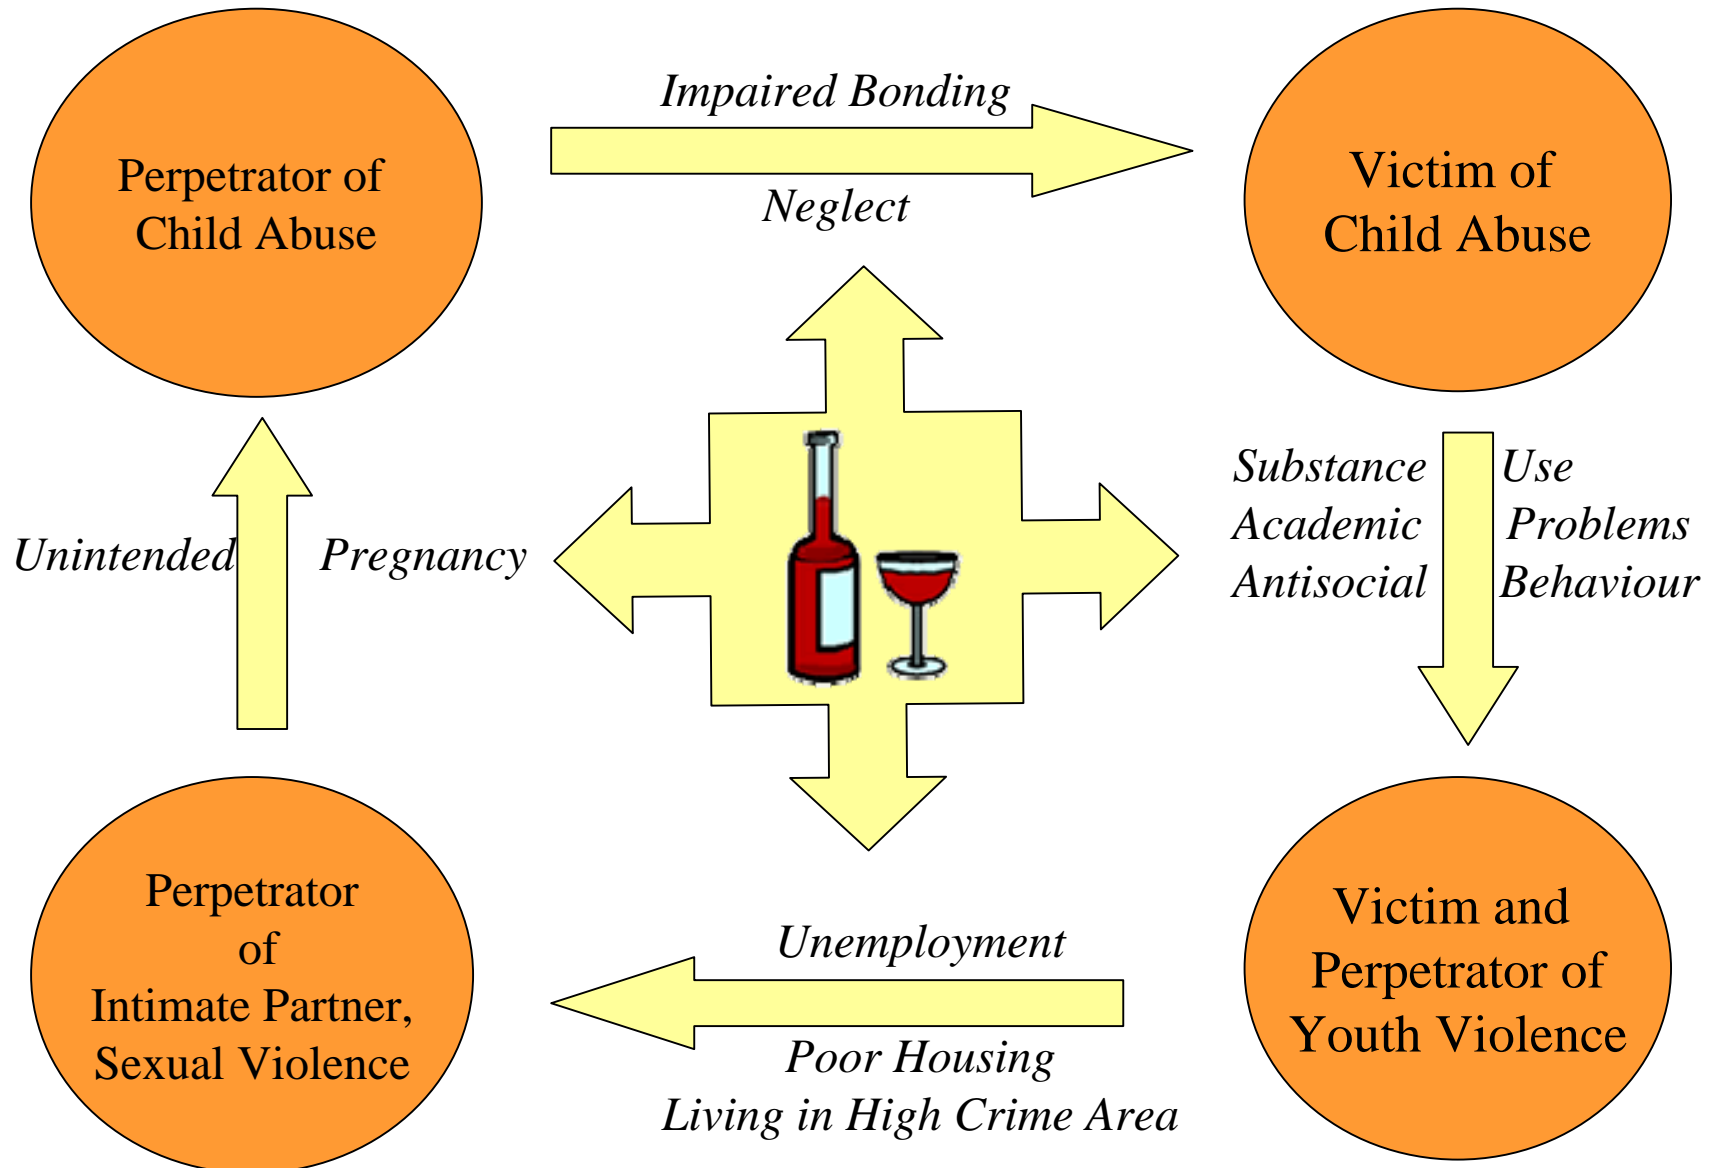 Perpetrator of
Child Abuse
Impaired Bonding
Neglect
Victim of
Child Abuse
Substance Use
Academic Problems
Antisocial Behaviour
Unintended Pregnancy
Perpetrator
of
Intimate Partner,
Sexual Violence
Unemployment
Poor Housing
Living in High Crime Area
Victim and
Perpetrator of
Youth Violence